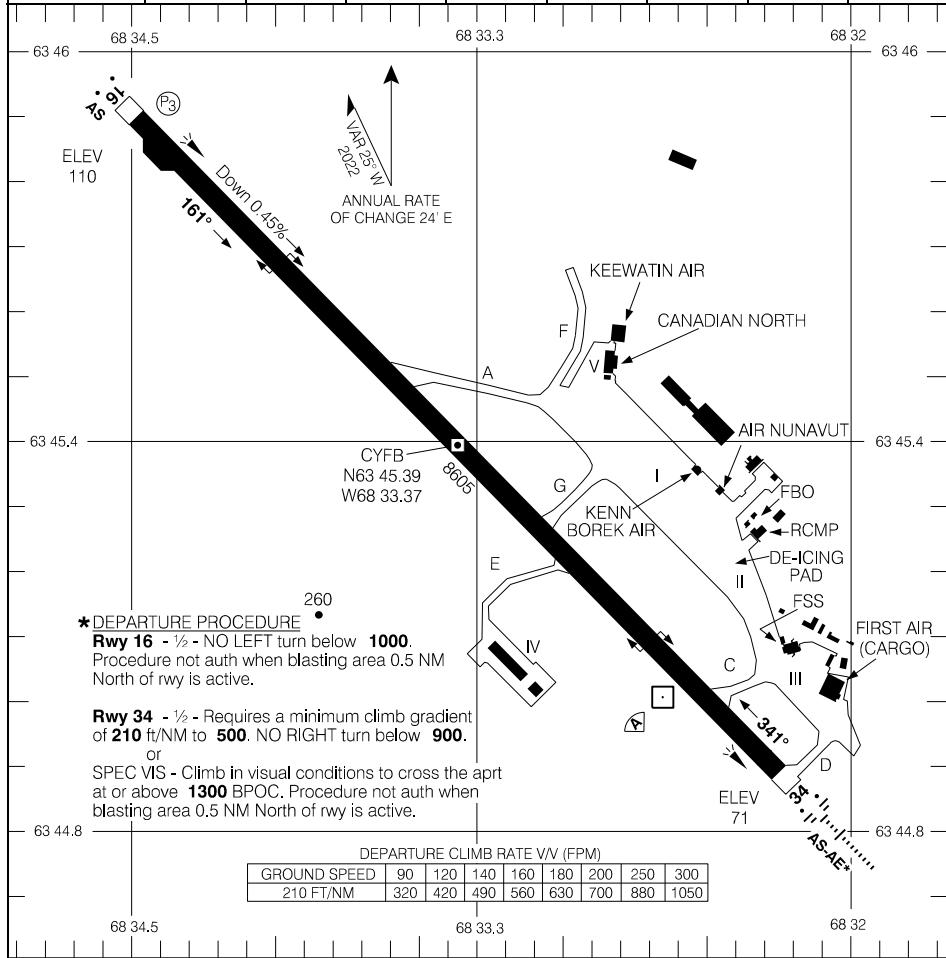 68 34.5
68 33.3
68 32
63 46
63 46
16
AS
P3
ELEV
110
Down 0.45%
161°
VAR 25° W
2022
ANNUAL RATE
OF CHANGE 24' E
KEEWATIN AIR
F
CANADIAN NORTH
V
A
AIR NUNAVUT
63 45.4
63 45.4
CYFB
N63 45.39
W68 33.37
8605
G
I
KENN
BOREK AIR
FBO
RCMP
DE-ICING
PAD
E
II
FSS
260
FIRST AIR
(CARGO)
* DEPARTURE PROCEDURE
Rwy 16 - ½ - NO LEFT turn below 1000.
Procedure not auth when blasting area 0.5 NM
North of rwy is active.
IV
C
III
A
341°
Rwy 34 - ½ - Requires a minimum climb gradient
of 210 ft/NM to 500. NO RIGHT turn below 900.
or
SPEC VIS - Climb in visual conditions to cross the aprt
at or above 1300 BPOC. Procedure not auth when
blasting area 0.5 NM North of rwy is active.
D
ELEV
71
34
AS-AE*
63 44.8
63 44.8
DEPARTURE CLIMB RATE V/V (FPM)
GROUND SPEED 90 120 140 160 180 200 250 300
210 FT/NM 320 420 490 560 630 700 880 1050
68 34.5
68 33.3
68 32